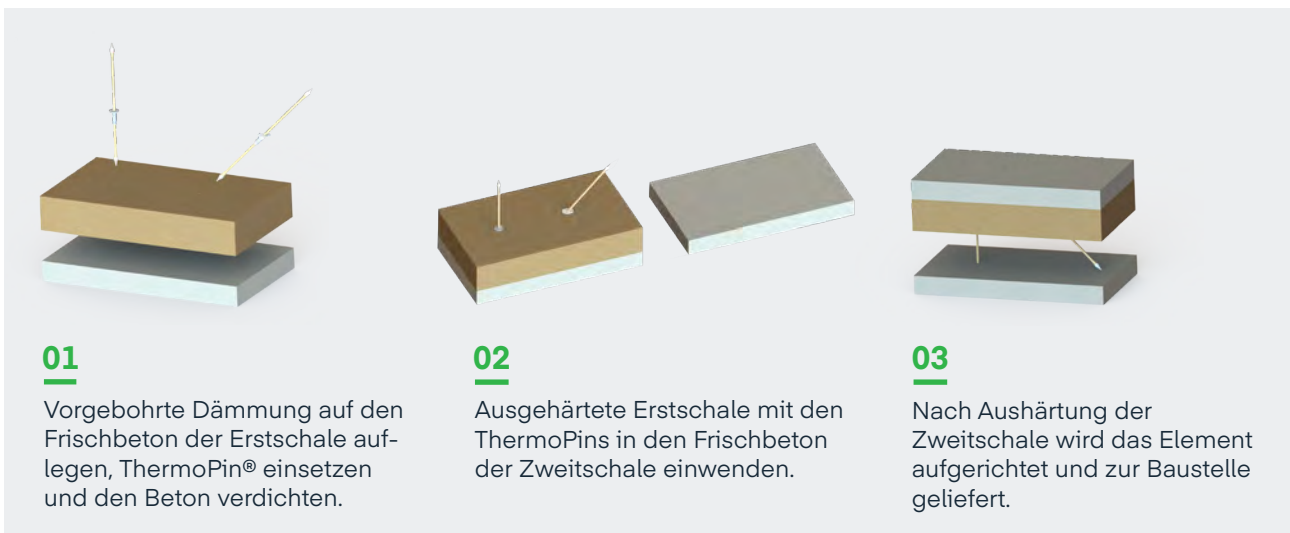 01
Vorgebohrte Dämmung auf den
Frischbeton der Erstschale auf-
legen, ThermoPin® einsetzen
und den Beton verdichten.
02
Ausgehärtete Erstschale mit den
ThermoPins in den Frischbeton
der Zweitschale einwenden.
03
Nach Aushärtung der
Zweitschale wird das Element
aufgerichtet und zur Baustelle
geliefert.